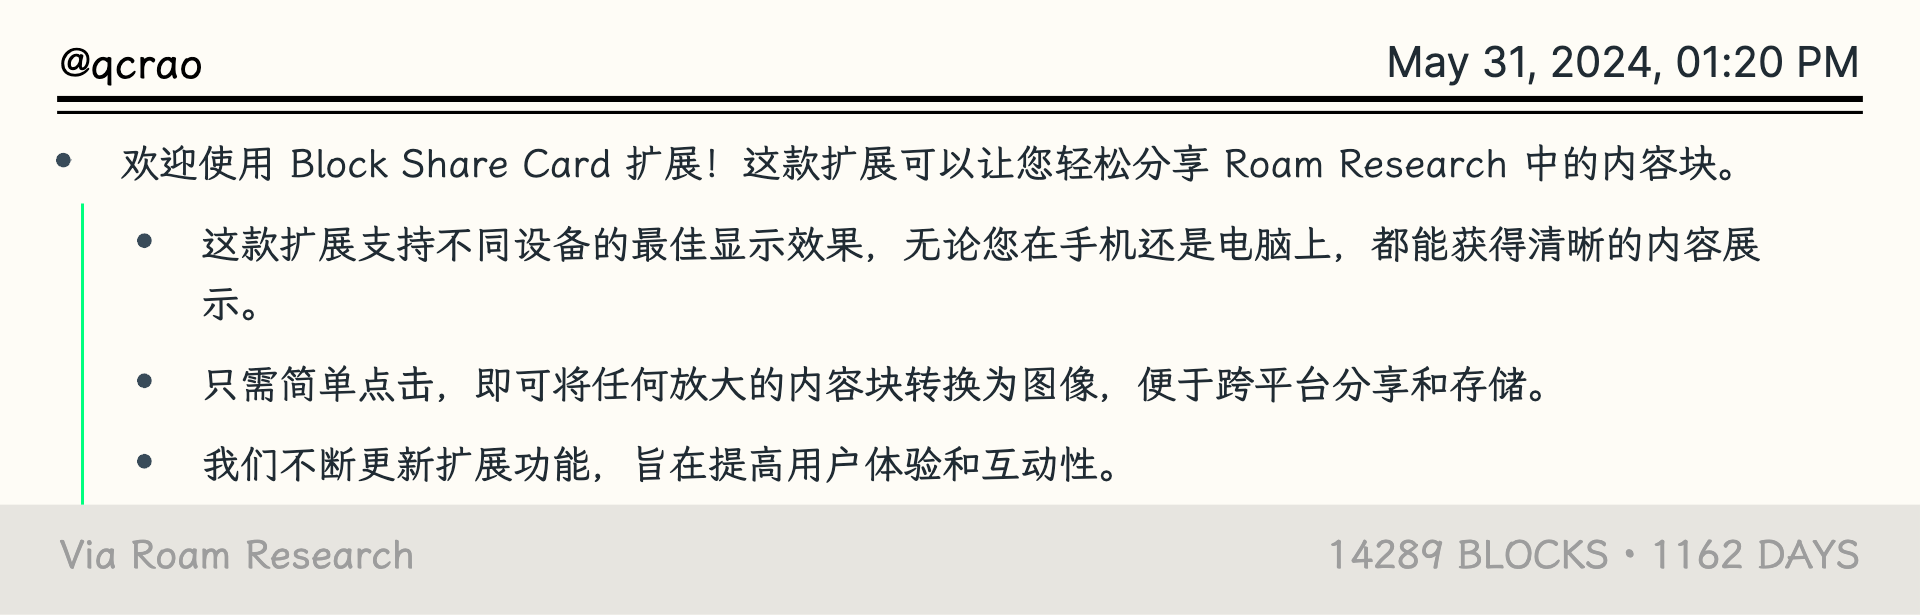 @qcrao
May 31, 2024, 01:20 PM
欢迎使用 Block Share Card 扩展！这款扩展可以让您轻松分享 Roam Research 中的内容块。
这款扩展支持不同设备的最佳显示效果，无论您在手机还是电脑上，都能获得清晰的内容展
示。
只需简单点击，即可将任何放大的内容块转换为图像，便于跨平台分享和存储。
我们不断更新扩展功能，旨在提高用户体验和互动性。
Via Roam Research
14289 BLOCKS • 1162 DAYS